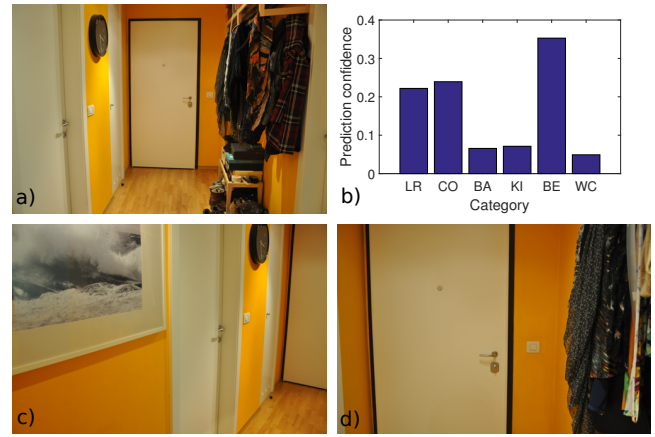 a)
b)
Prediction confidence
0.4
0.3
0.2
0.1
0
LR CO BA KI BE WC
Category
c)
d)